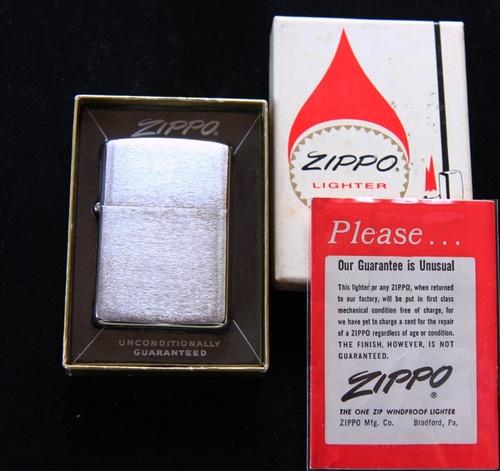 ZIPPO®
UNCONDITIONALLY
GUARANTEED
ZIPPO®
LIGHTER
Please...
Our Guarantee is Unusual
This lighter or any ZIPPO, when returned
to our factory, will be put in first class
mechanical condition free of charge, for
we have yet to charge a cent for the repair
of a ZIPPO regardless of age or condition.
THE FINISH, HOWEVER, IS NOT
GUARANTEED.
ZIPPO®
THE ONE ZIP WINDPROOF LIGHTER
ZIPPO Mfg. Co. Bradford, Pa.